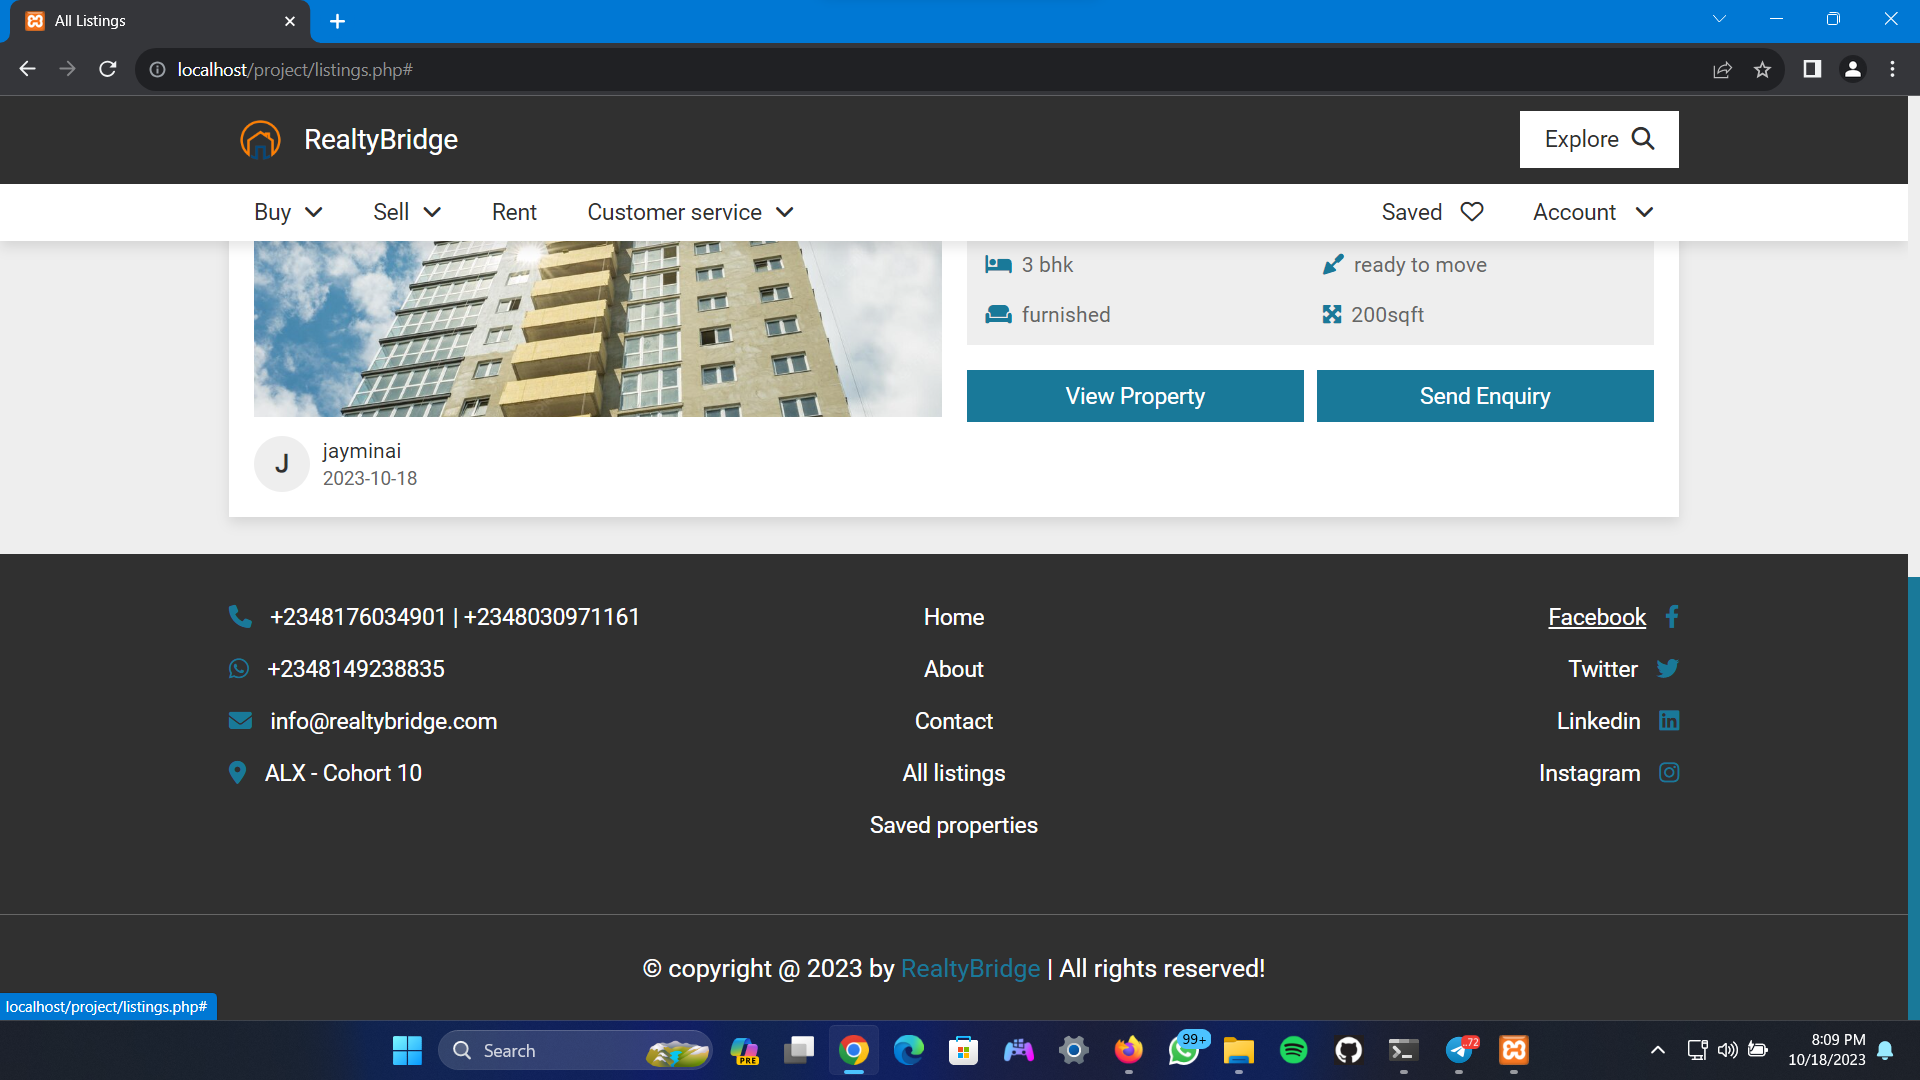 All Listings
localhost/project/listings.php#
RealtyBridge
Explore
Buy Sell Rent Customer service Saved Account
3 bhk ready to move
furnished 200sqft
View Property Send Enquiry
J jayminai
2023-10-18
+2348176034901 | +2348030971161
+2348149238835
info@realtybridge.com
ALX - Cohort 10
Home
About
Contact
All listings
Saved properties
Facebook
Twitter
Linkedin
Instagram
© copyright @ 2023 by RealtyBridge | All rights reserved!
localhost/project/listings.php#
Search
PRE
99+
..72
8:09 PM
10/18/2023